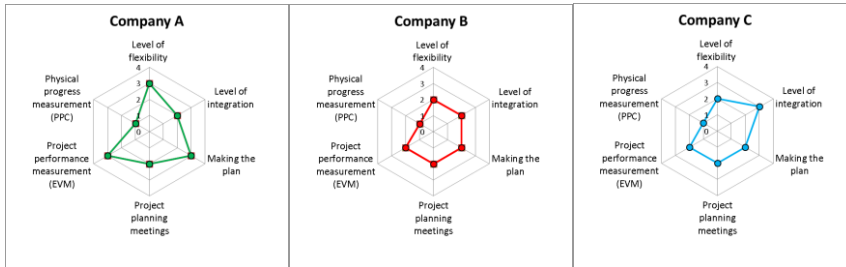 Company A
Level of
flexibility
4
3
2
1
0
Level of
integration
Making the
plan
Project
planning
meetings
Project
performance
measurement
(EVM)
Physical
progress
measurement
(PPC)
Company B
Level of
flexibility
4
3
2
1
0
Level of
integration
Making the
plan
Project
planning
meetings
Project
performance
measurement
(EVM)
Physical
progress
measurement
(PPC)
Company C
Level of
flexibility
4
3
2
1
0
Level of
integration
Making the
plan
Project
planning
meetings
Project
performance
measurement
(EVM)
Physical
progress
measurement
(PPC)